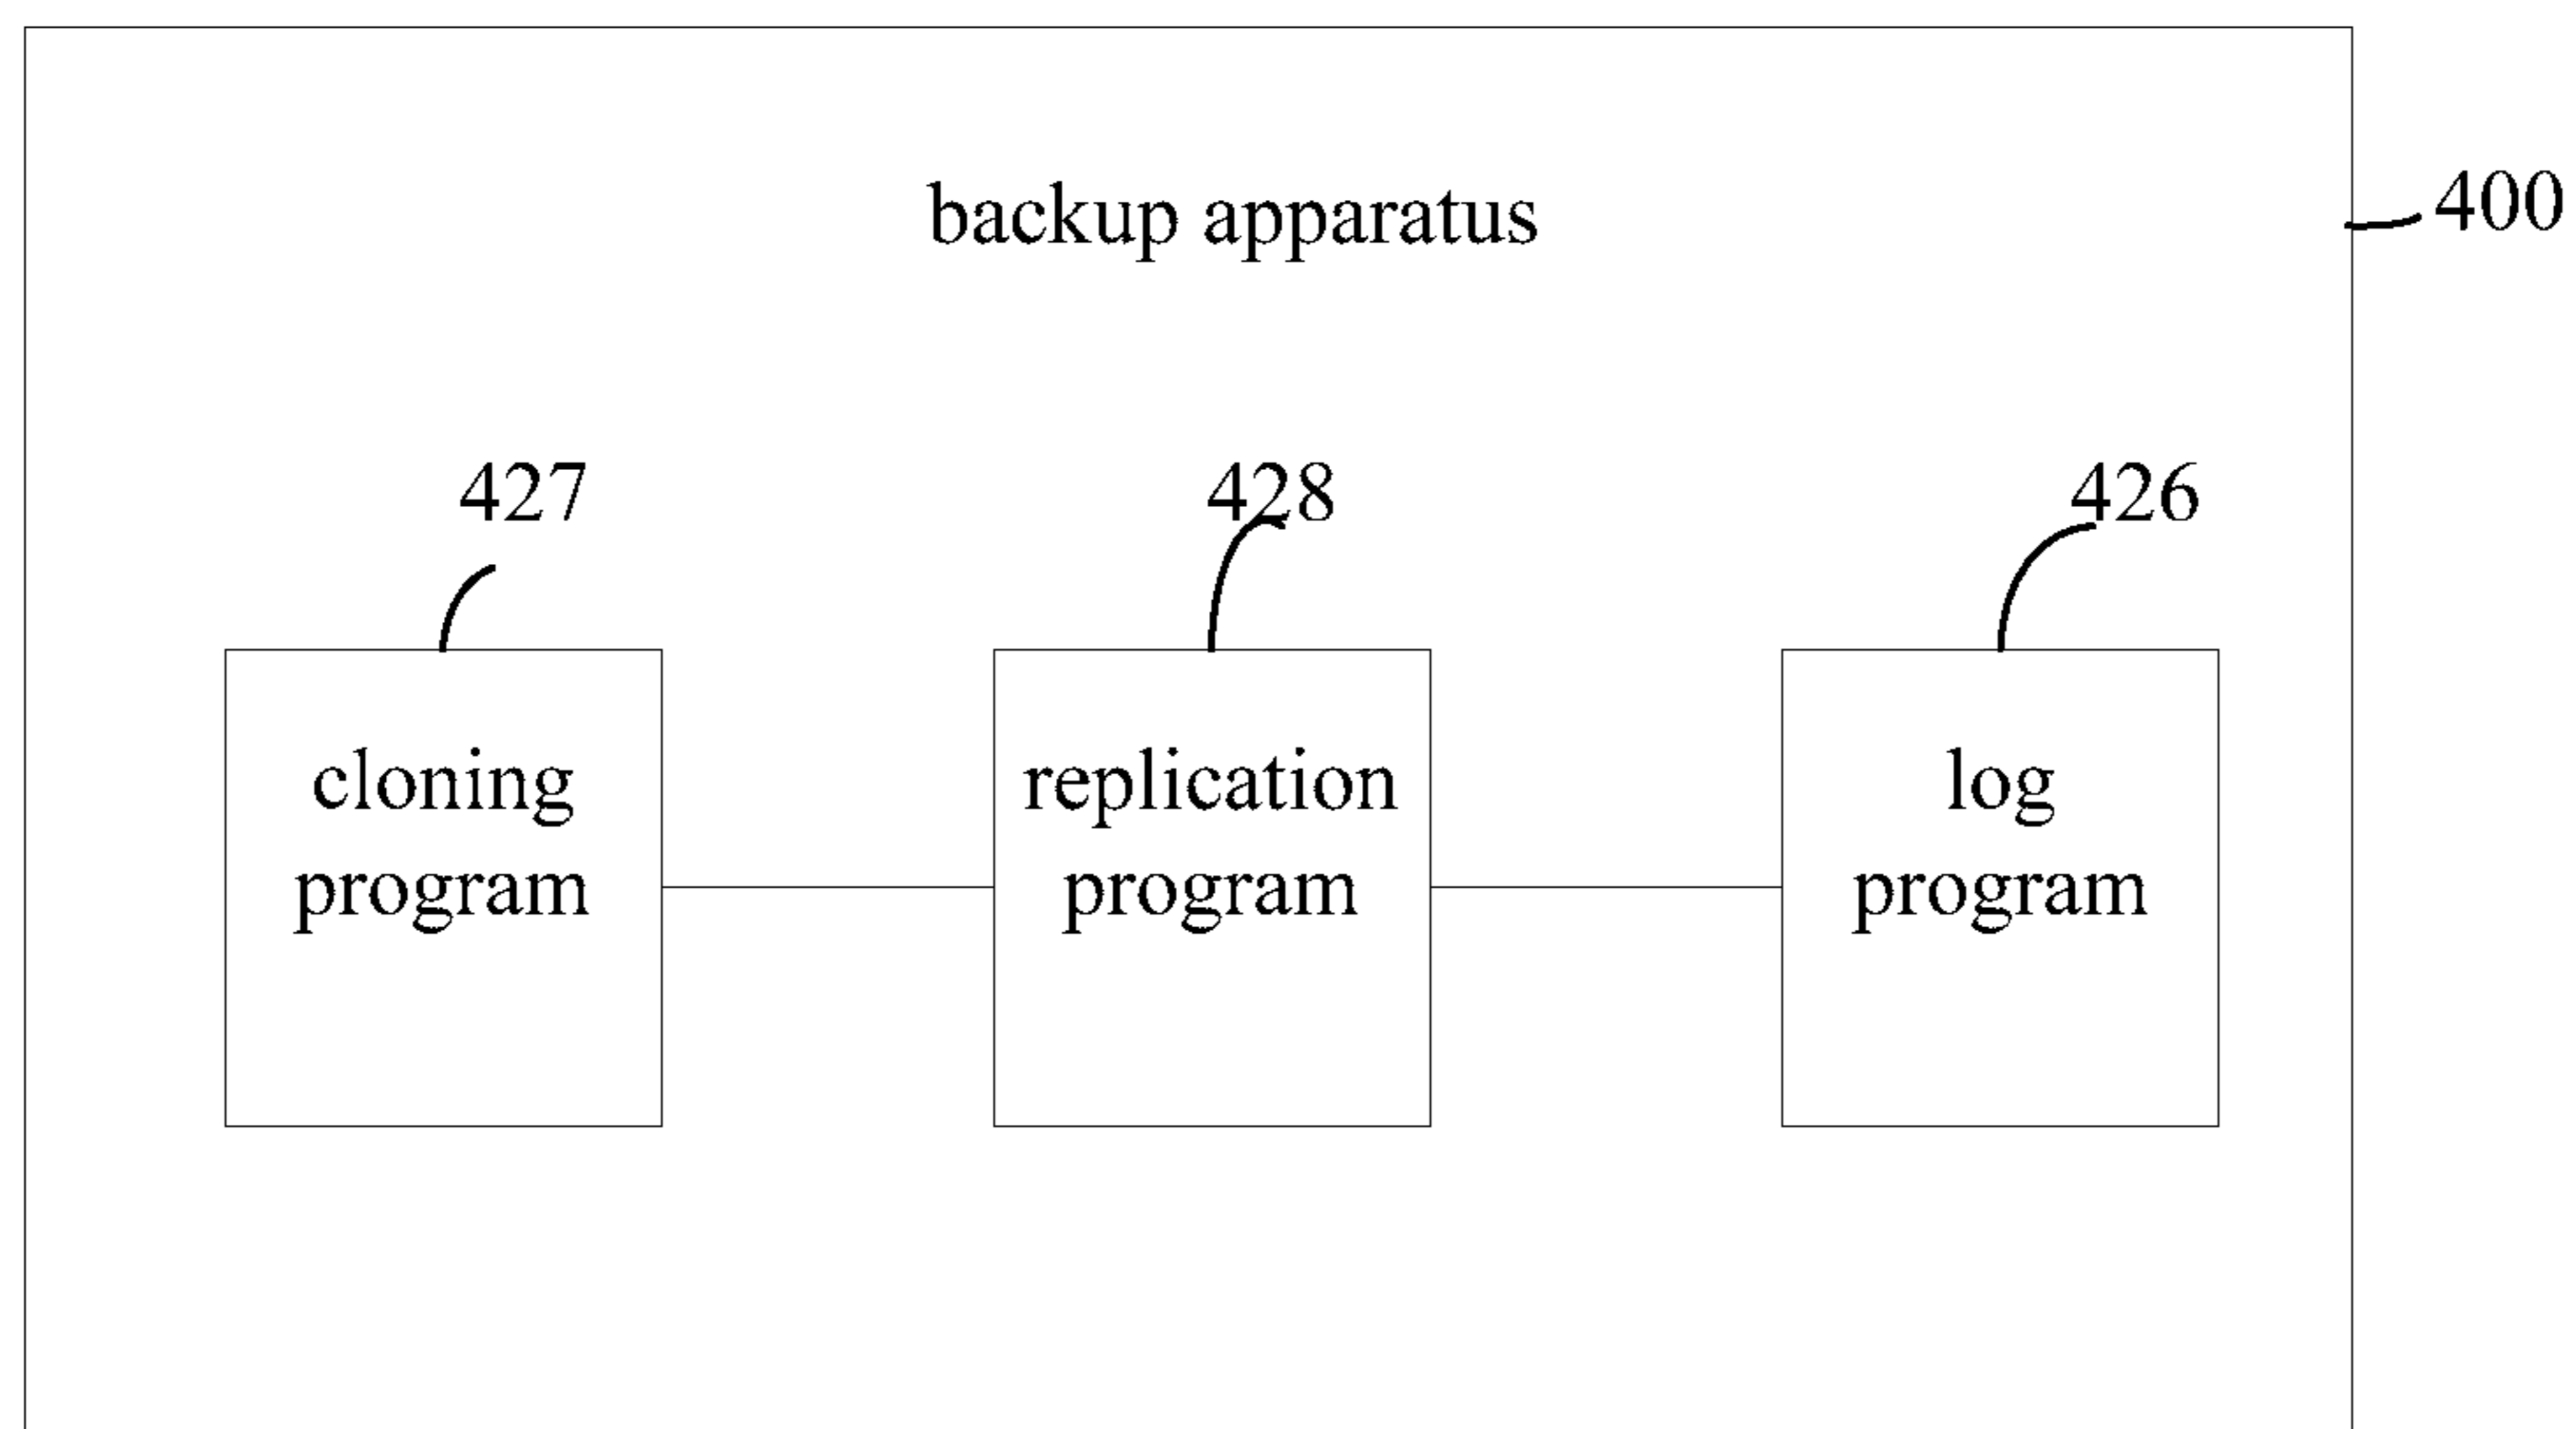 backup apparatus
400
427
428
426
cloning
program
replication
program
log
program